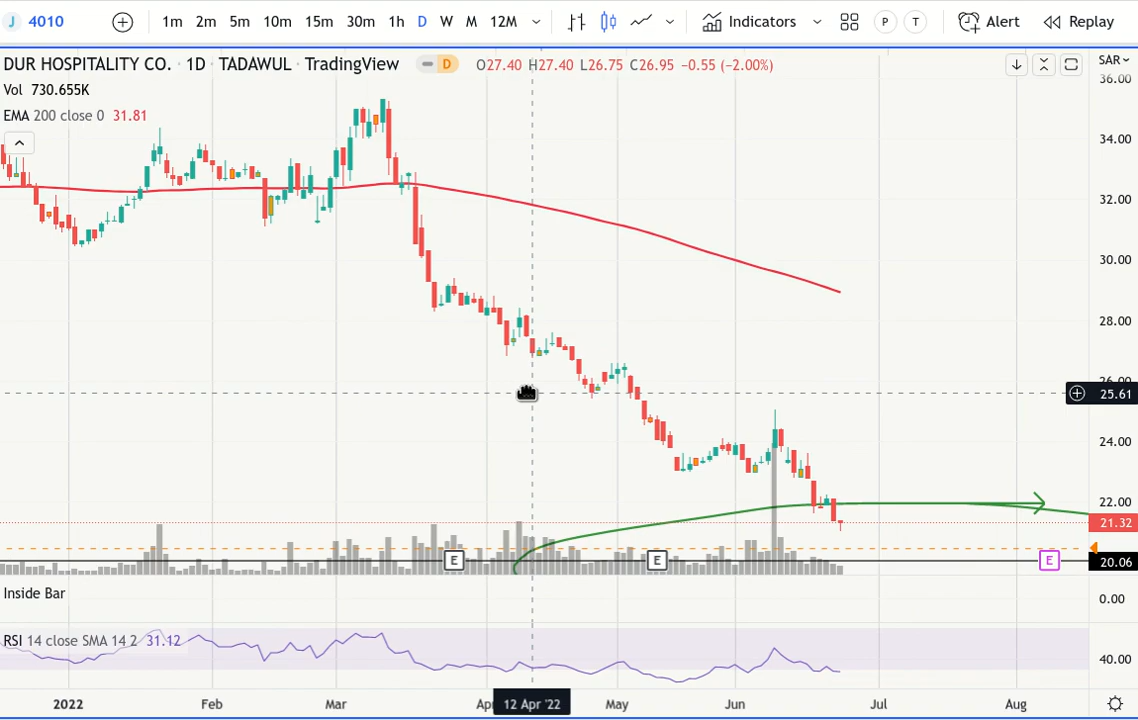 J 4010 1m 2m 5m 10m 15m 30m 1h D W M 12M Indicators P T Alert Replay
DUR HOSPITALITY CO. · 1D · TADAWUL · TradingView D O27.40 H27.40 L26.75 C26.95 −0.55 (−2.00%) SAR
Vol 730.655K
EMA 200 close 0 31.81
36.00
34.00
32.00
30.00
28.00
26.00
25.61
24.00
22.00
21.32
E E E 20.06
Inside Bar 0.00
RSI 14 close SMA 14 2 31.12
40.00
2022 Feb Mar Ap 12 Apr '22 May Jun Jul Aug